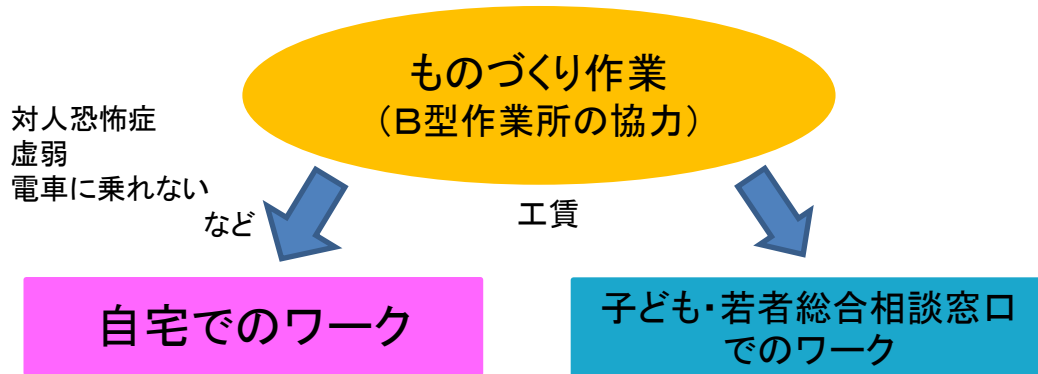 ものづくり作業
（Ｂ型作業所の協力）
対人恐怖症
虚弱
電車に乗れない
など
工賃
自宅でのワーク
子ども・若者総合相談窓口
でのワーク